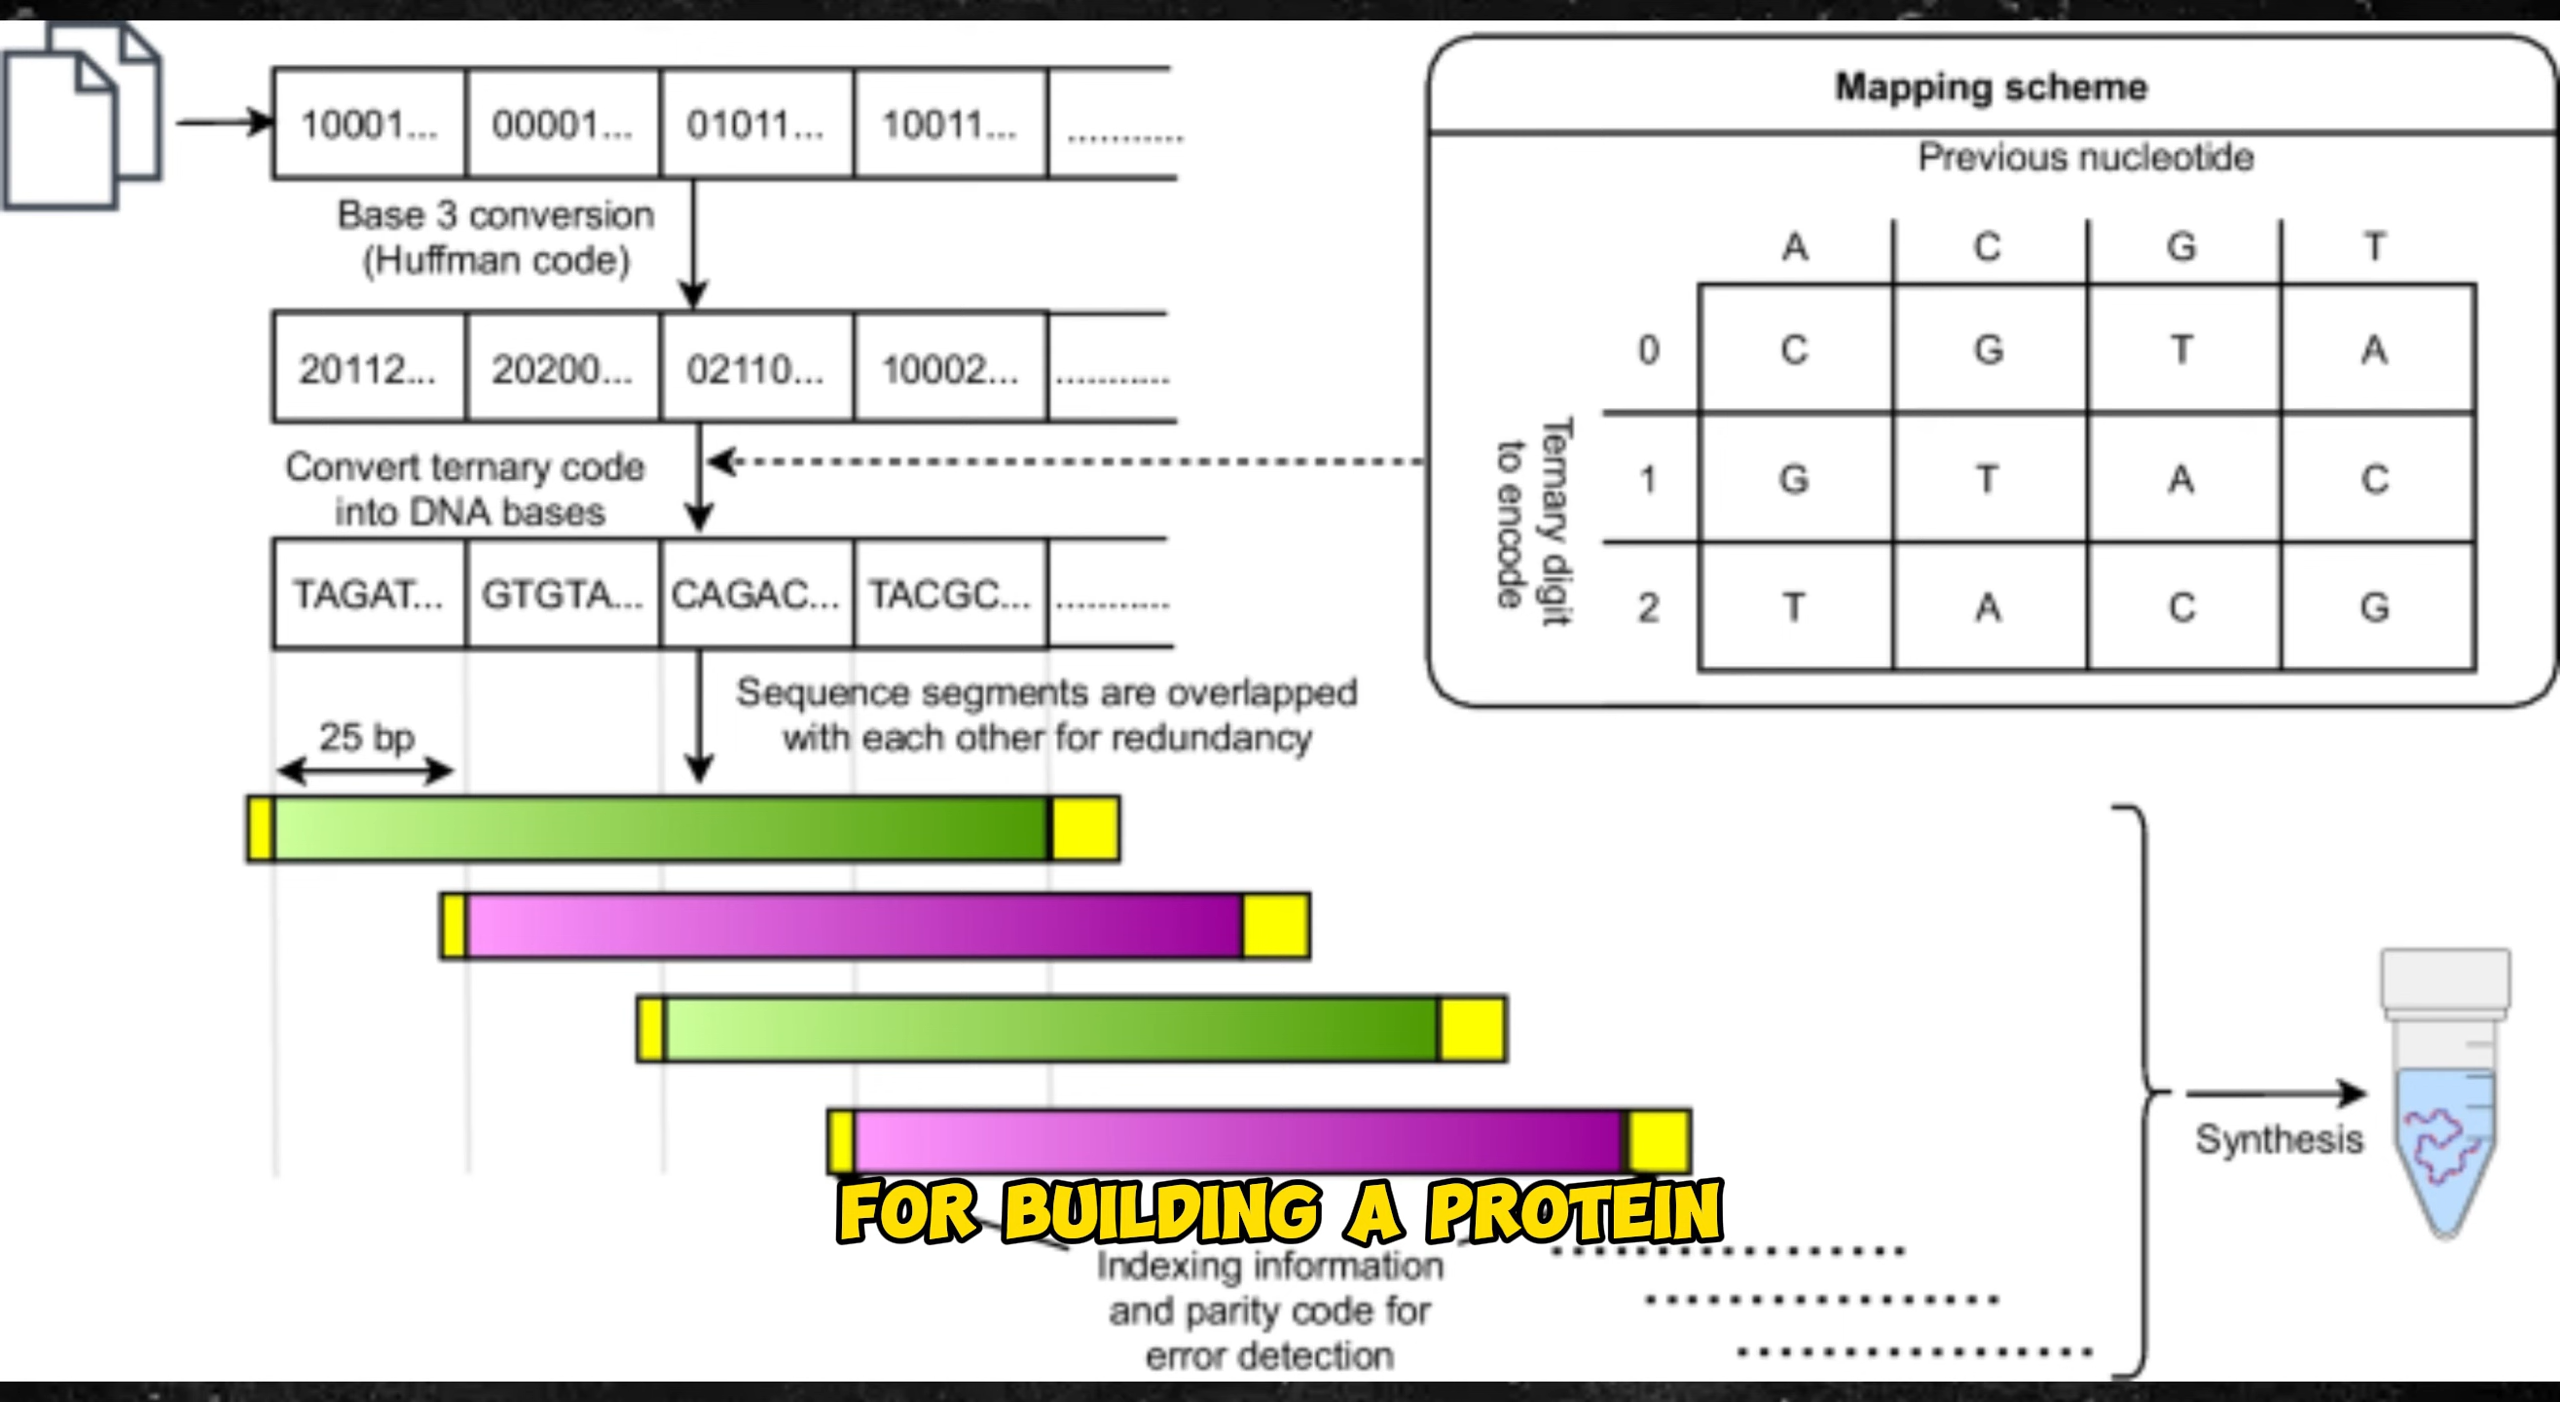 10001... 00001... 01011... 10011... ...........
Base 3 conversion
(Huffman code)
20112... 20200... 02110... 10002... ...........
Convert ternary code
into DNA bases
TAGAT... GTGTA... CAGAC... TACGC... ...........
Sequence segments are overlapped
with each other for redundancy
25 bp
Mapping scheme
Previous nucleotide
A C G T
Ternary digit
to encode
0 C G T A
1 G T A C
2 T A C G
Synthesis
FOR BUILDING A PROTEIN
Indexing information
and parity code for
error detection